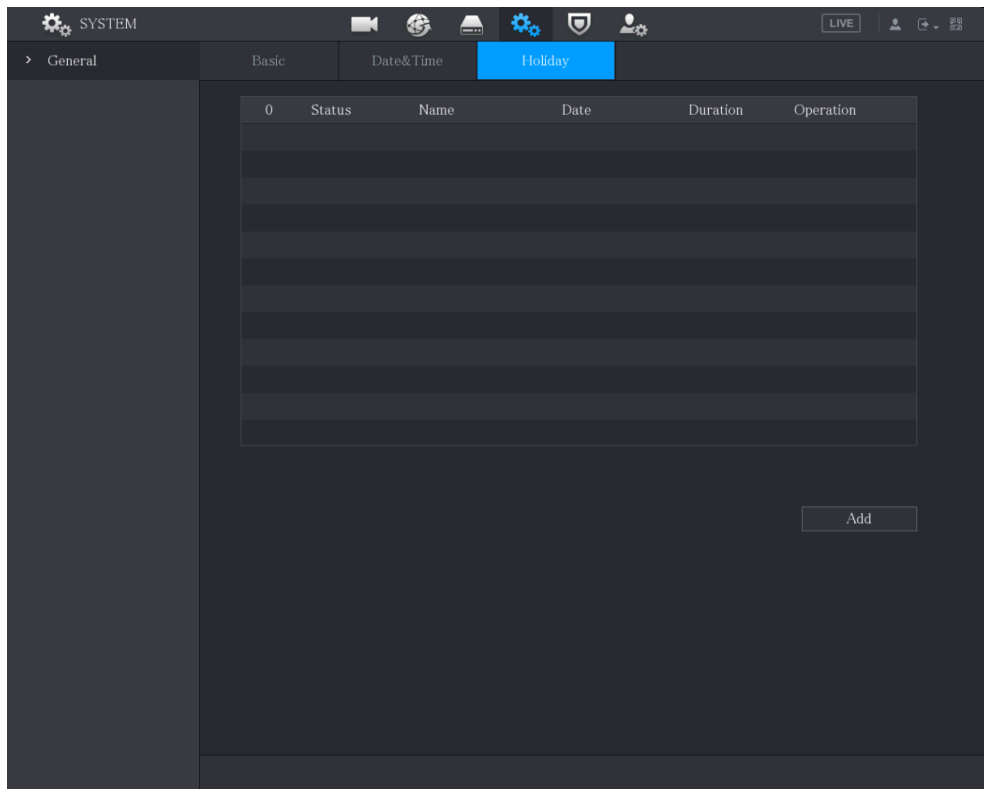 SYSTEM
LIVE
> General
Basic Date&Time Holiday
0 Status Name Date Duration Operation
Add